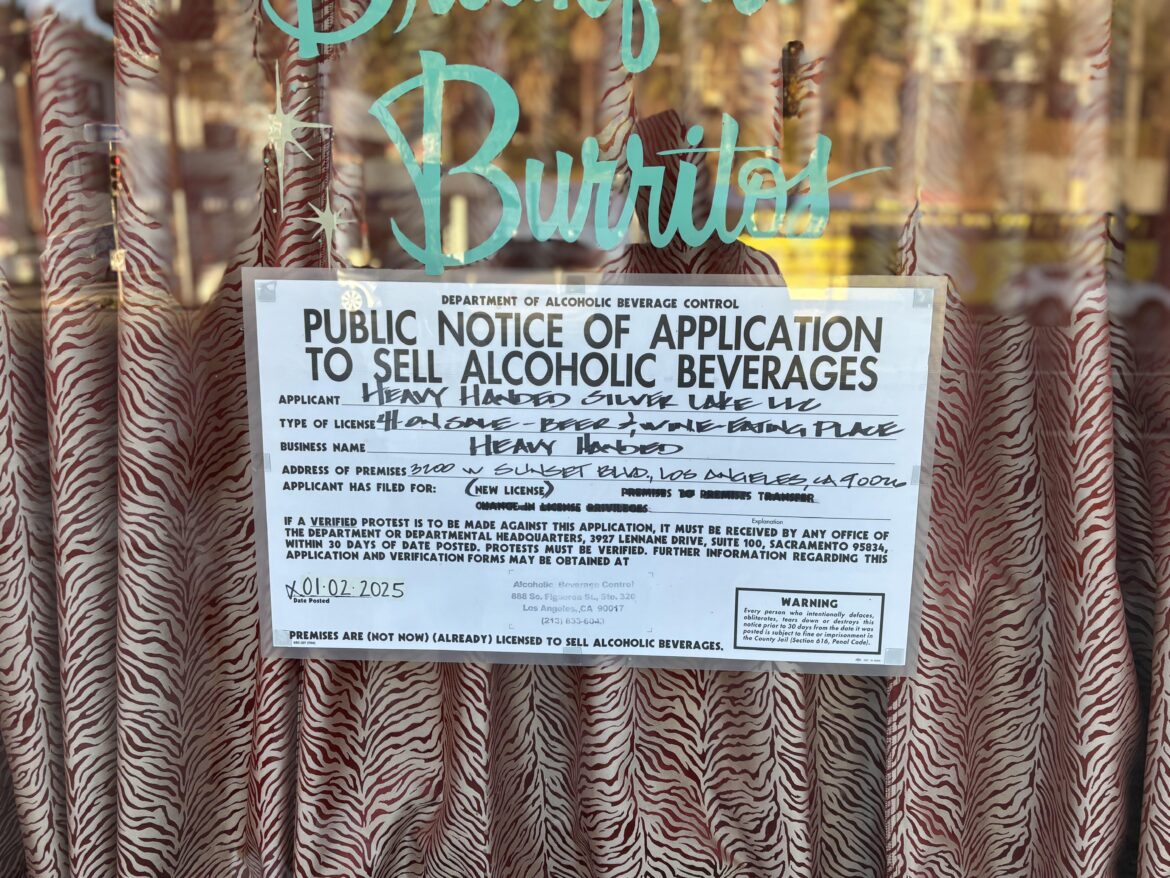 Burritos
DEPARTMENT OF ALCOHOLIC BEVERAGE CONTROL
PUBLIC NOTICE OF APPLICATION
TO SELL ALCOHOLIC BEVERAGES
APPLICANT HEAVY HANDED SILVER LAKE LLC
TYPE OF LICENSE 41 ON SALE - BEER & WINE - EATING PLACE
BUSINESS NAME HEAVY HANDED
ADDRESS OF PREMISES 3200 W SUNSET BLVD., LOS ANGELES, CA 90026
APPLICANT HAS FILED FOR: (NEW LICENSE) PREMISES TO PREMISES TRANSFER
CHANGE IN LICENSE PRIVILEGES
Explanation
IF A VERIFIED PROTEST IS TO BE MADE AGAINST THIS APPLICATION, IT MUST BE RECEIVED BY ANY OFFICE OF
THE DEPARTMENT OR DEPARTMENTAL HEADQUARTERS, 3927 LENNANE DRIVE, SUITE 100, SACRAMENTO 95834,
WITHIN 30 DAYS OF DATE POSTED. PROTESTS MUST BE VERIFIED. FURTHER INFORMATION REGARDING THIS
APPLICATION AND VERIFICATION FORMS MAY BE OBTAINED AT
X 01.02.2025
Date Posted
Alcoholic Beverage Control
888 So. Figueroa St., Ste. 320
Los Angeles, CA 90017
(213) 833-6043
WARNING
Every person who intentionally defaces,
obliterates, tears down or destroys this
notice prior to 30 days from the date it was
posted is subject to fine or imprisonment in
the County Jail (Section 616, Penal Code).
PREMISES ARE (NOT NOW) (ALREADY) LICENSED TO SELL ALCOHOLIC BEVERAGES.